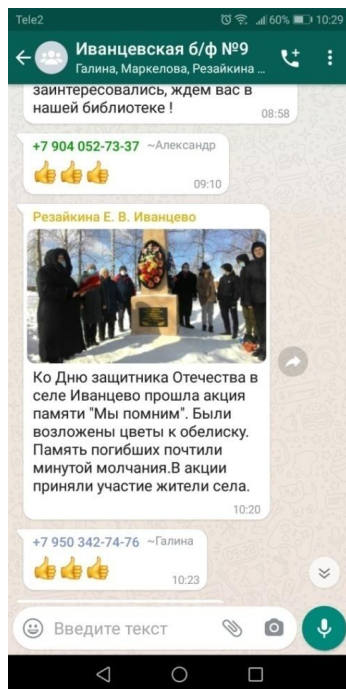 Tele2 60% 10:29
Иванцевская б/ф №9
Галина, Маркелова, Резайкина ...
заинтересовались, ждем вас в
нашей библиотеке !
08:58
+7 904 052-73-37 ~Александр
09:10
Резайкина Е. В. Иванцево
Ко Дню защитника Отечества в
селе Иванцево прошла акция
памяти "Мы помним". Были
возложены цветы к обелиску.
Память погибших почтили
минутой молчания.В акции
приняли участие жители села.
10:20
+7 950 342-74-76 ~Галина
10:23
Введите текст